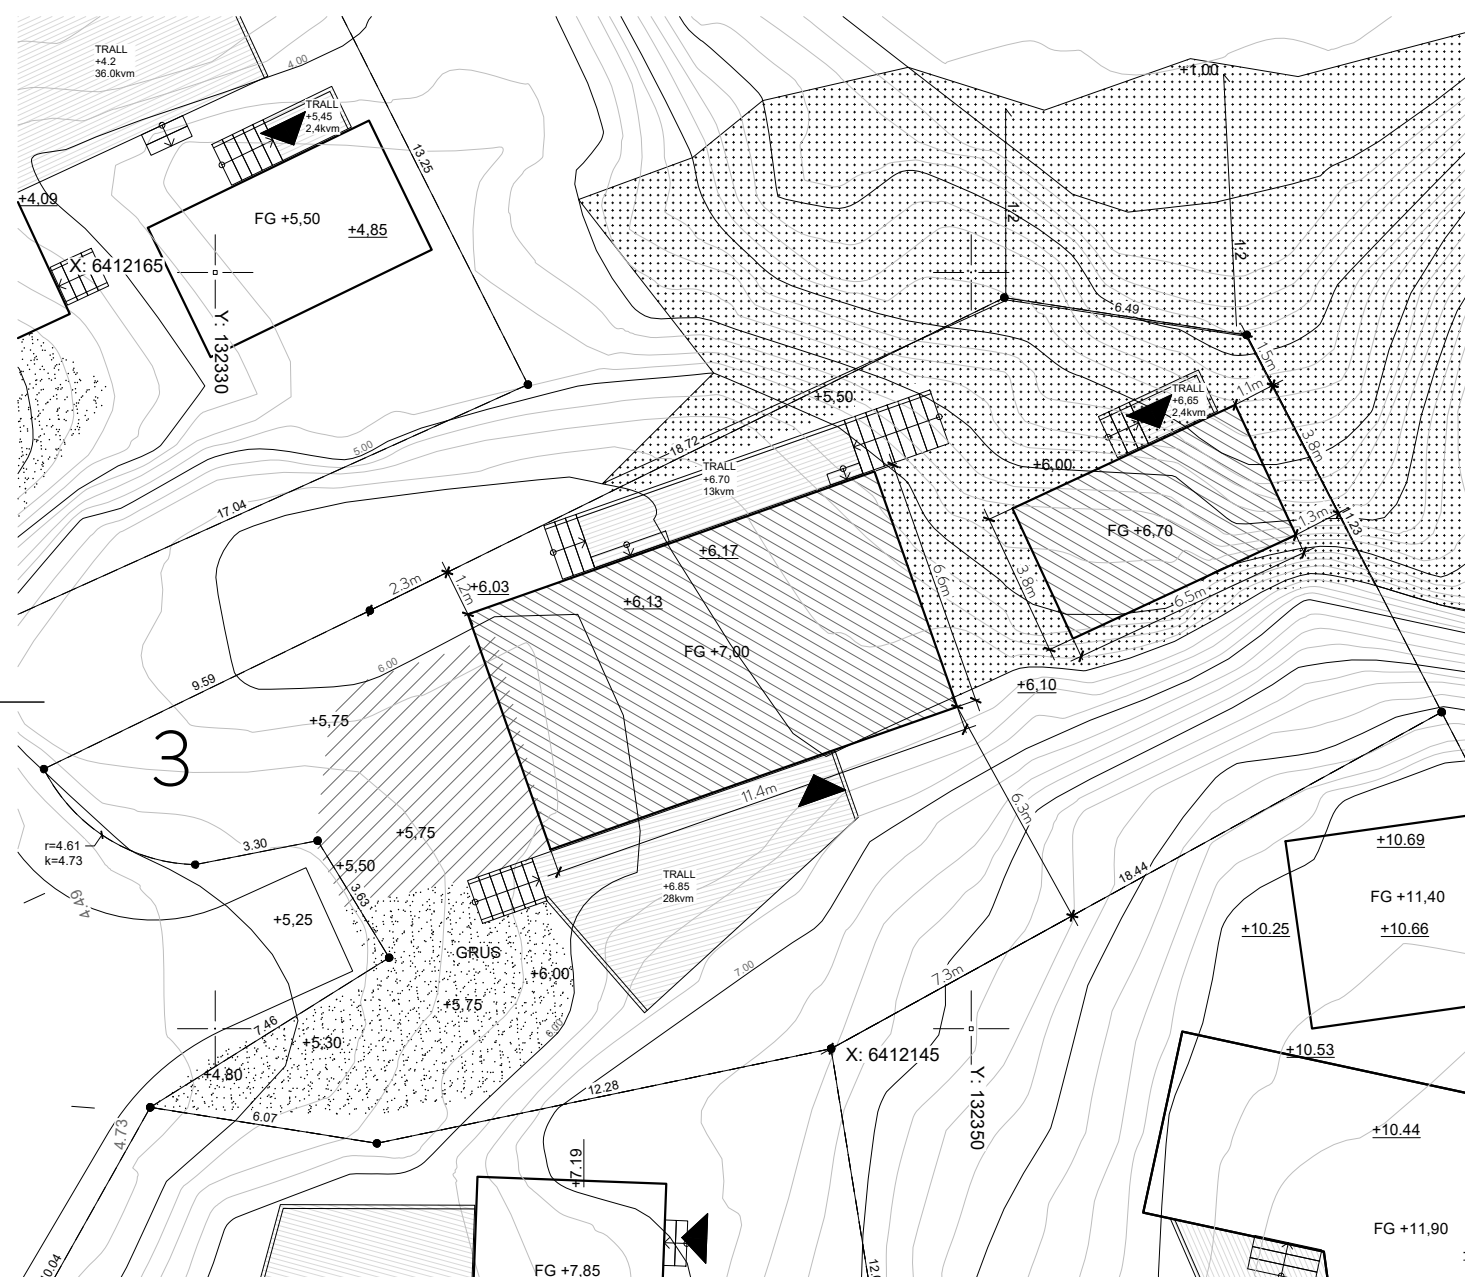 TRALL
+4.2
36.0kvm
4.00
TRALL
+5,45
2,4kvm
+1,00
13.25
+4,09
FG +5,50
+4,85
1:2
1:2
X: 6412165
Y: 132330
6.49
1.5m
+5,50
1.1m
TRALL
+6,65
2,4kvm
5.00
18.72
3.8m
TRALL
+6.70
13kvm
+6,00
17.04
1.3m
11.23
FG +6,70
+6,17
2.3m
1.2m
+6,03
6.6m
3.8m
+6,13
6.5m
FG +7,00
6.00
9.59
+6,10
+5,75
3
11.4m
6.3m
r=4.61
k=4.73
3.30
+5,75
+10.69
+5,50
3.63
TRALL
+6.85
28kvm
18.44
FG +11,40
4.49
+5,25
+10.25
+10.66
GRUS
+6,00
7.00
7.3m
+5,75
7.46
6.00
+5,30
X: 6412145
+10.53
+4,80
Y: 132350
12.28
6.07
4.73
+10.44
+7.19
FG +11,90
FG +7,85